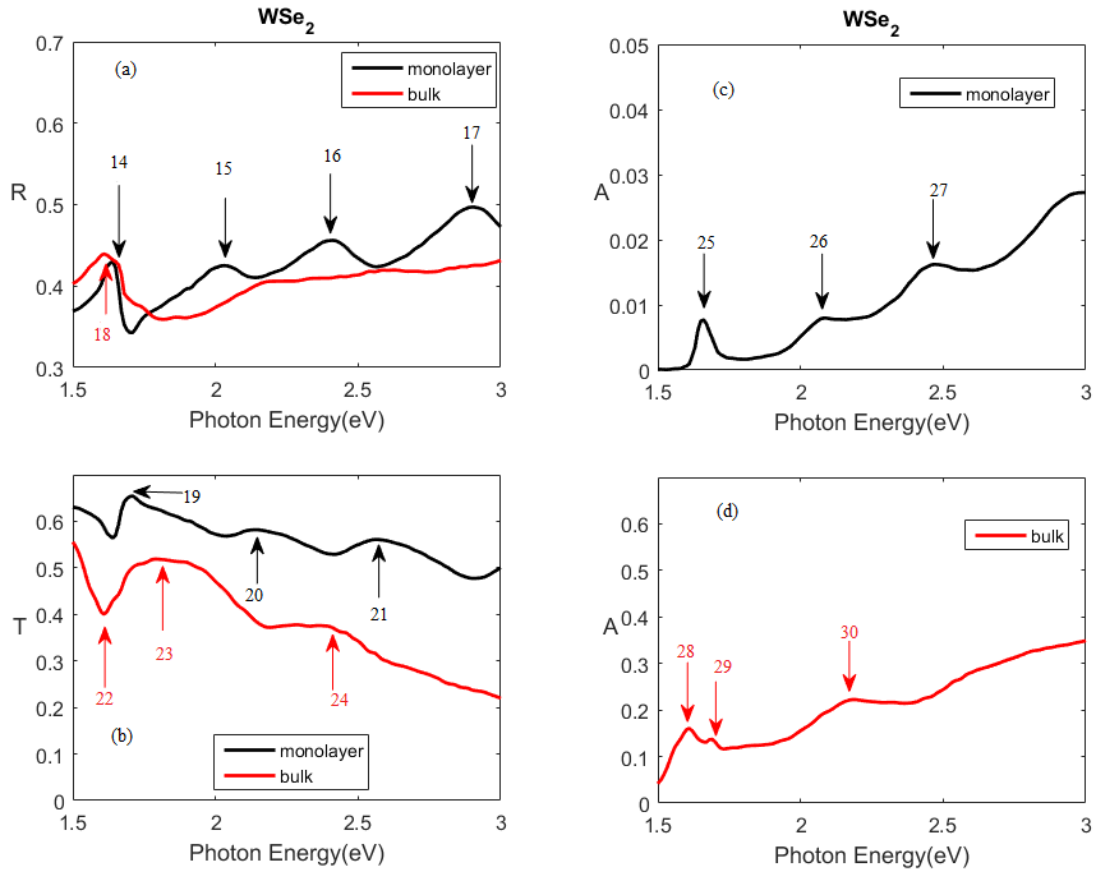 WSe2
(a)
monolayer
bulk
0.7
0.6
0.5
0.4
0.3
R
14
15
16
17
18
1.5
2
2.5
3
Photon Energy(eV)
WSe2
(c)
monolayer
0.05
0.04
0.03
0.02
0.01
0
A
25
26
27
1.5
2
2.5
3
Photon Energy(eV)
0.6
0.5
0.4
0.3
0.2
0.1
0
T
19
20
21
22
23
24
(b)
monolayer
bulk
1.5
2
2.5
3
Photon Energy(eV)
(d)
bulk
0.6
0.5
0.4
0.3
0.2
0.1
0
A
28
29
30
1.5
2
2.5
3
Photon Energy(eV)